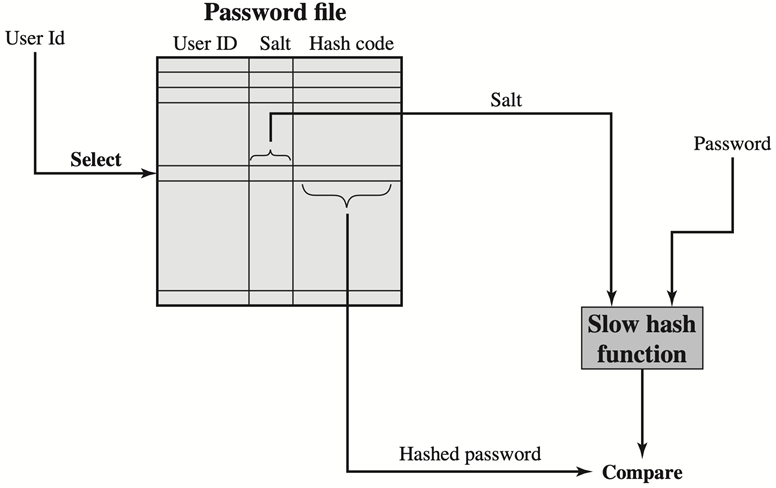 Password file
User Id
User ID Salt Hash code
Salt
Select
Password
Slow hash
function
Hashed password
Compare